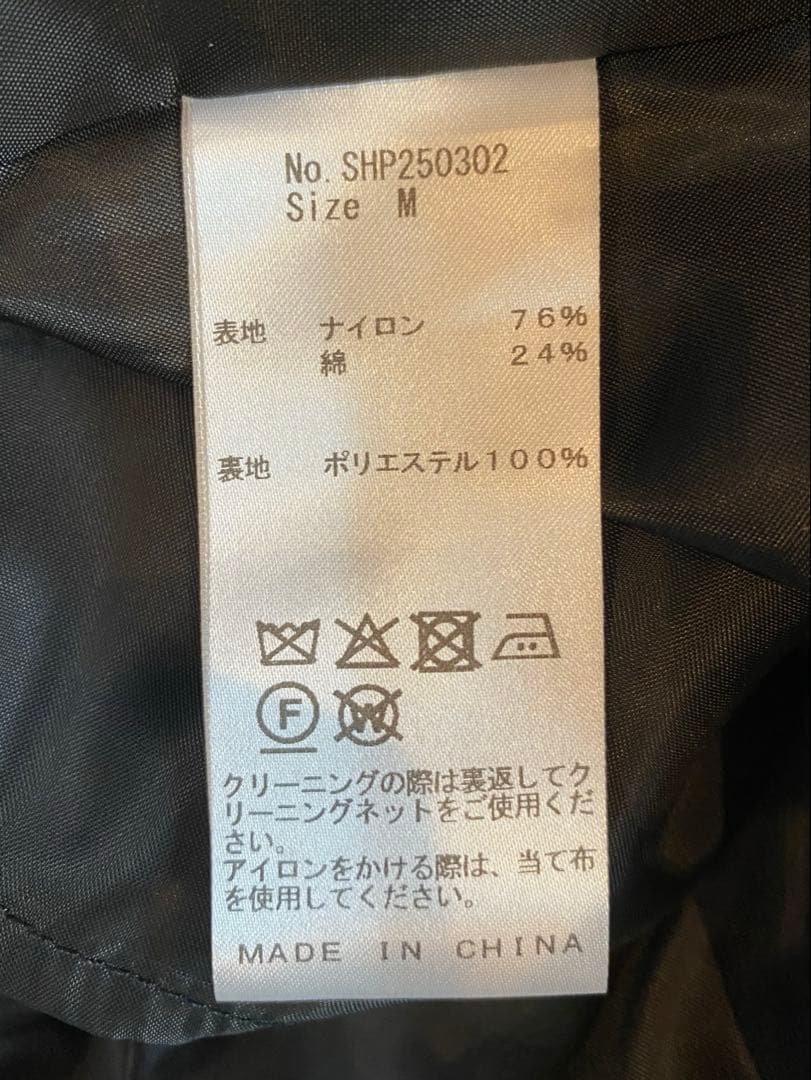 No. SHP250302
Size M
表地 ナイロン 76%
綿 24%
裏地 ポリエステル100%
F
W
クリーニングの際は裏返してク
リーニングネットをご使用くだ
さい。
アイロンをかける際は、当て布
を使用してください。
MADE IN CHINA